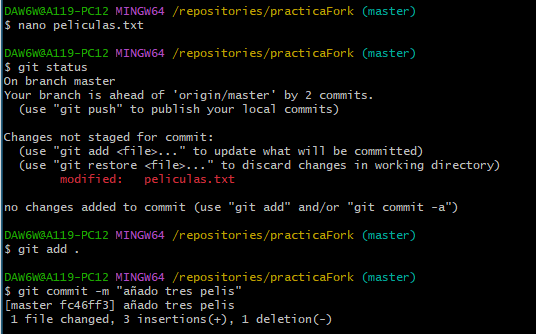 DAW6W@A119-PC12 MINGW64 /repositories/practicaFork (master)
$ nano peliculas.txt

DAW6W@A119-PC12 MINGW64 /repositories/practicaFork (master)
$ git status
On branch master
Your branch is ahead of 'origin/master' by 2 commits.
  (use "git push" to publish your local commits)

Changes not staged for commit:
  (use "git add <file>..." to update what will be committed)
  (use "git restore <file>..." to discard changes in working directory)
        modified:   peliculas.txt

no changes added to commit (use "git add" and/or "git commit -a")

DAW6W@A119-PC12 MINGW64 /repositories/practicaFork (master)
$ git add .

DAW6W@A119-PC12 MINGW64 /repositories/practicaFork (master)
$ git commit -m "añado tres pelis"
[master fc46ff3] añado tres pelis
 1 file changed, 3 insertions(+), 1 deletion(-)